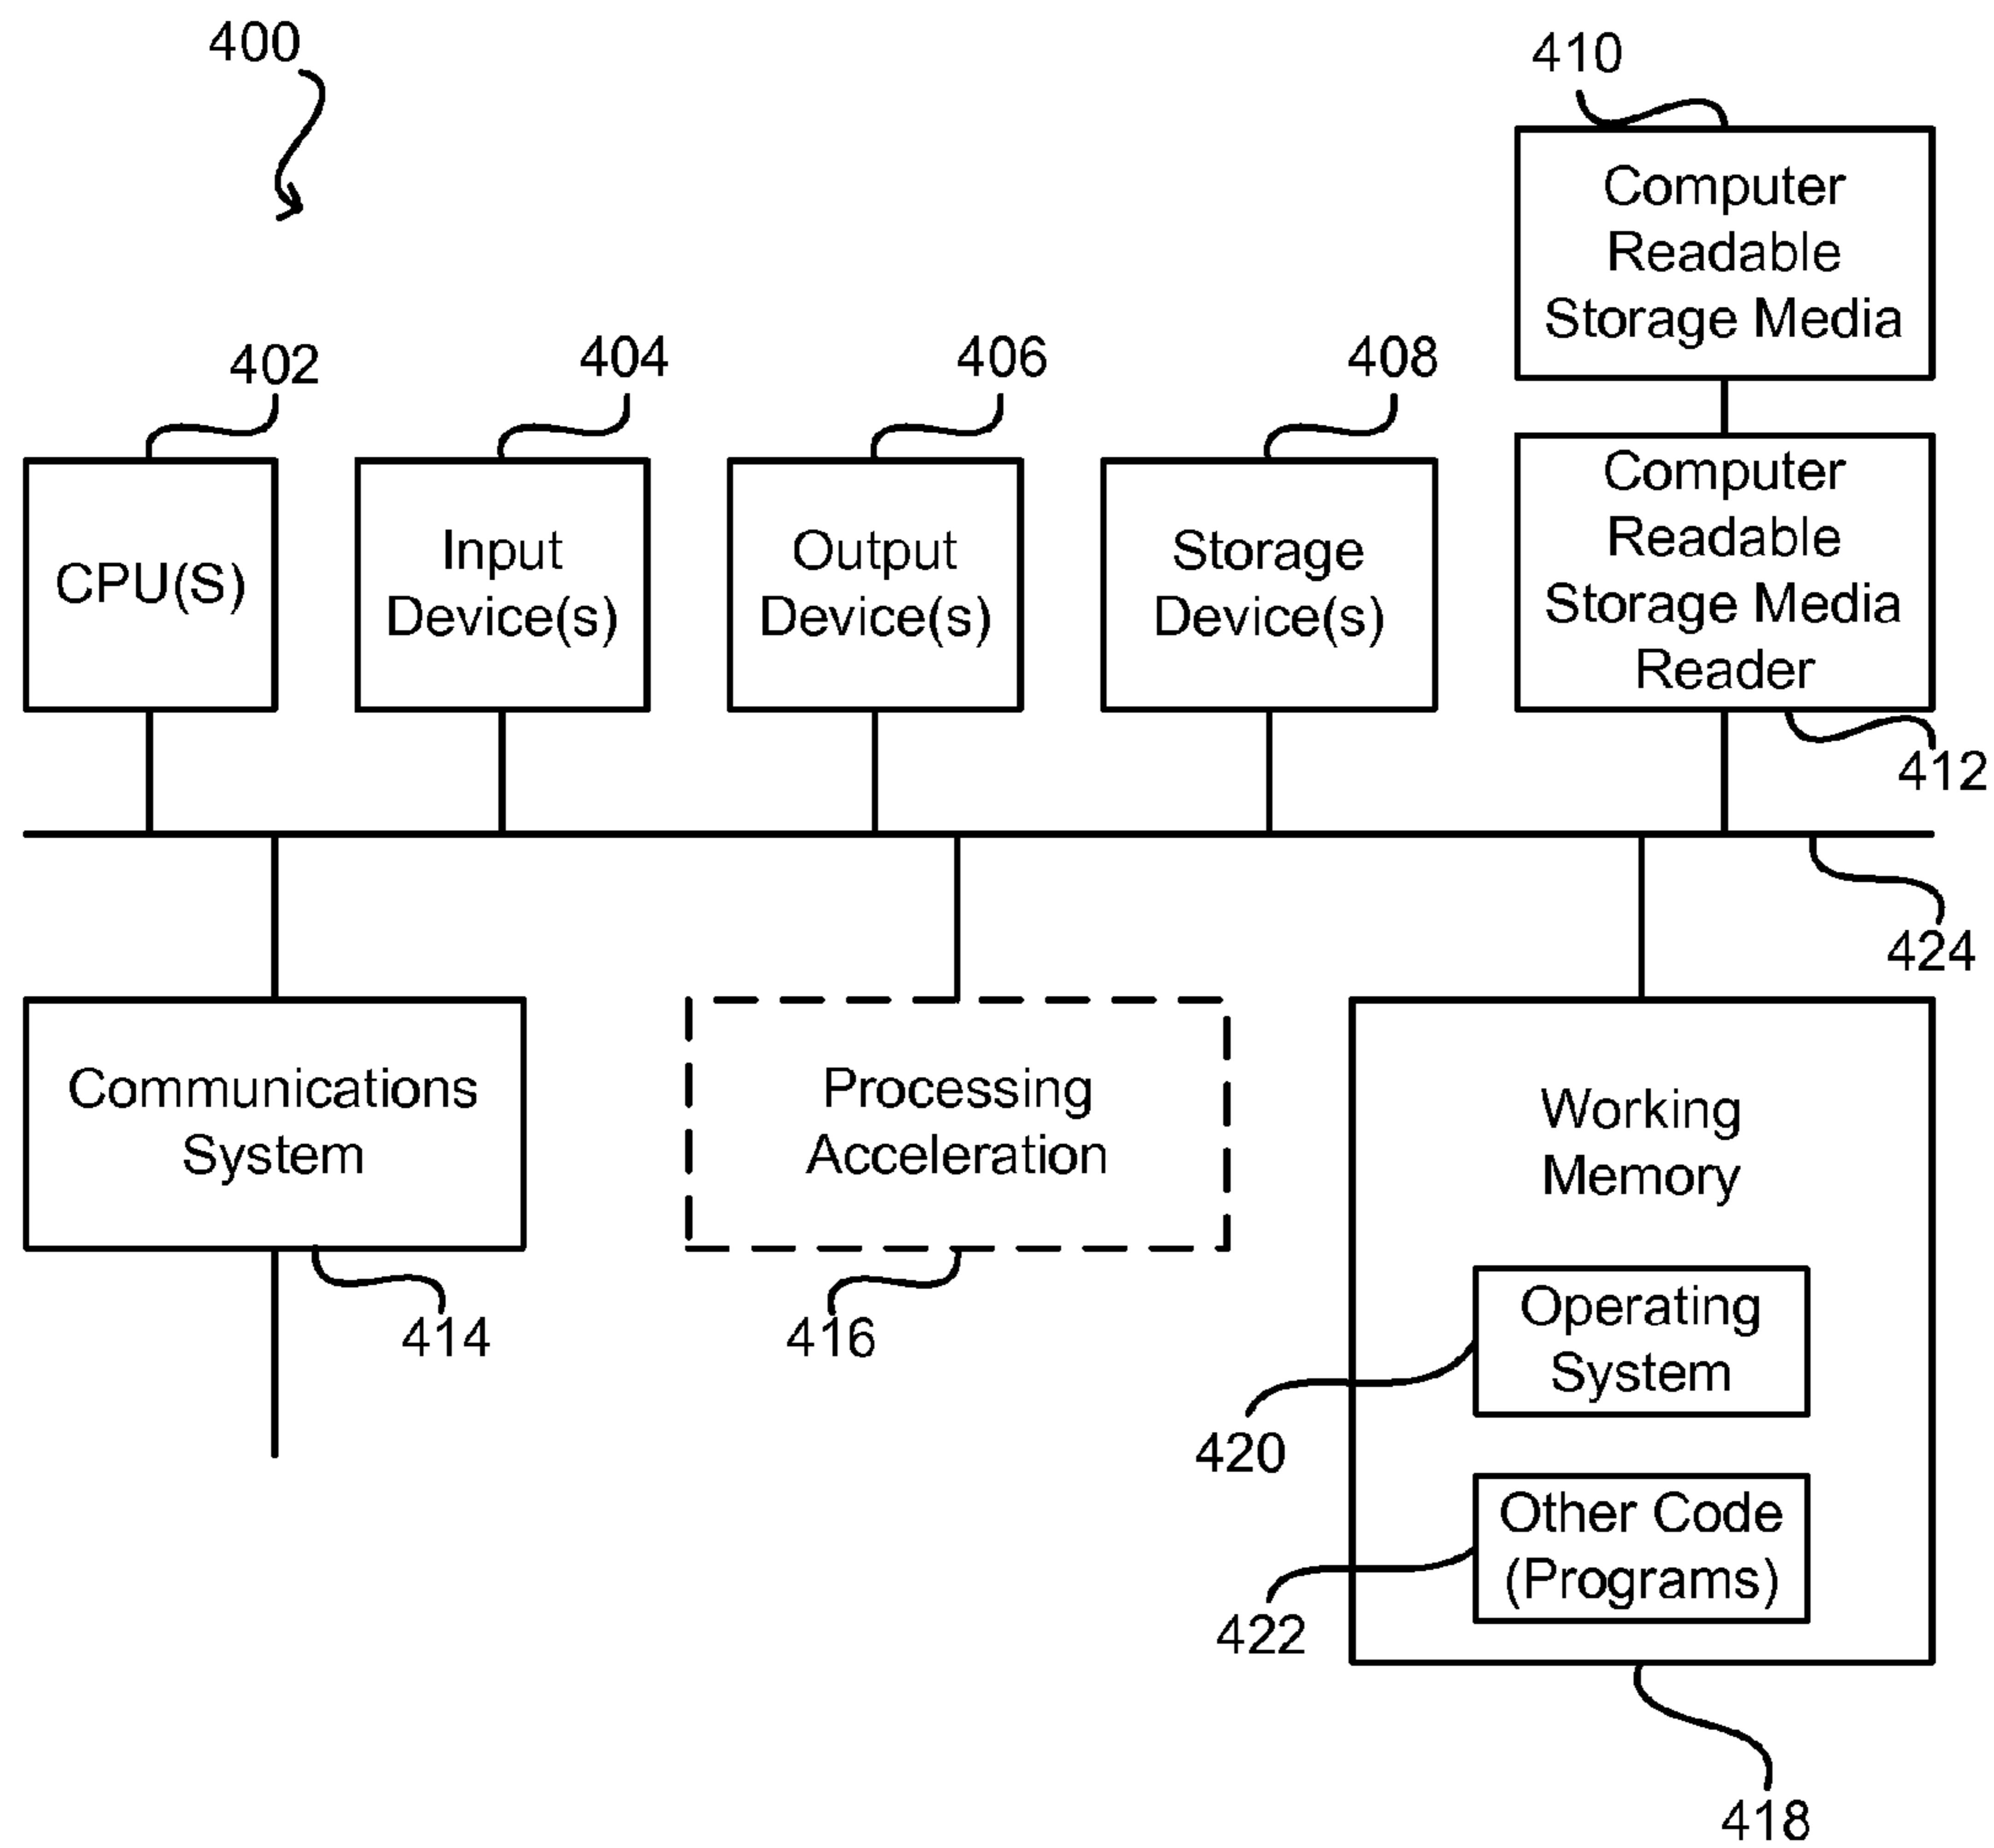 400
410
Computer
Readable
Storage Media
402
404
406
408
CPU(S)
Input
Device(s)
Output
Device(s)
Storage
Device(s)
Computer
Readable
Storage Media
Reader
412
424
Communications
System
414
Processing
Acceleration
416
Working
Memory
Operating
System
420
Other Code
(Programs)
422
418